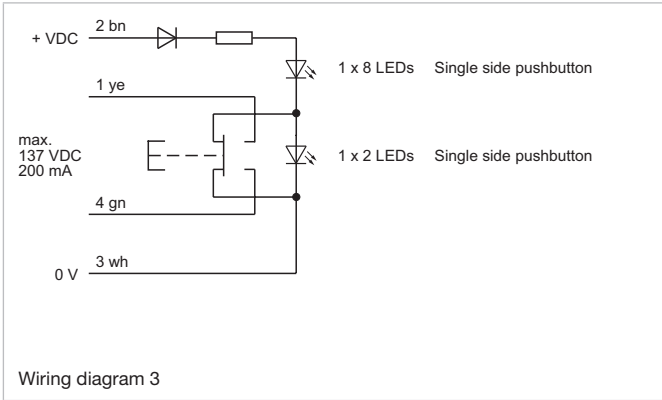 2 bn
+ VDC
1 x 8 LEDs Single side pushbutton
1 ye
max.
137 VDC
200 mA
1 x 2 LEDs Single side pushbutton
4 gn
3 wh
0 V
Wiring diagram 3